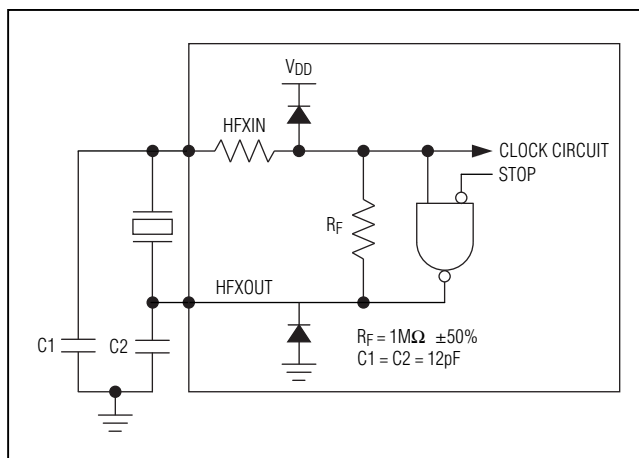 VDD
HFXIN
CLOCK CIRCUIT
STOP
RF
HFXOUT
C1
C2
RF = 1MΩ ±50%
C1 = C2 = 12pF